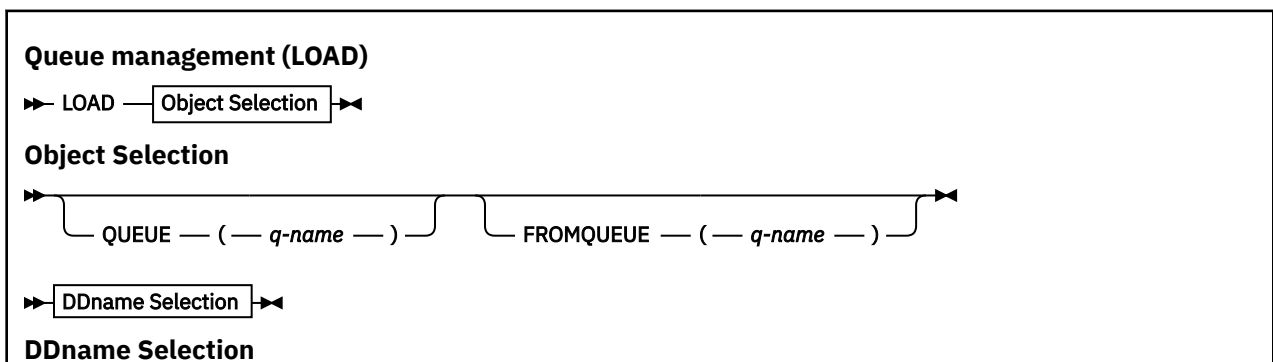 Queue management (LOAD)
LOAD Object Selection
Object Selection
QUEUE ( q-name ) FROMQUEUE ( q-name )
DDname Selection
DDname Selection